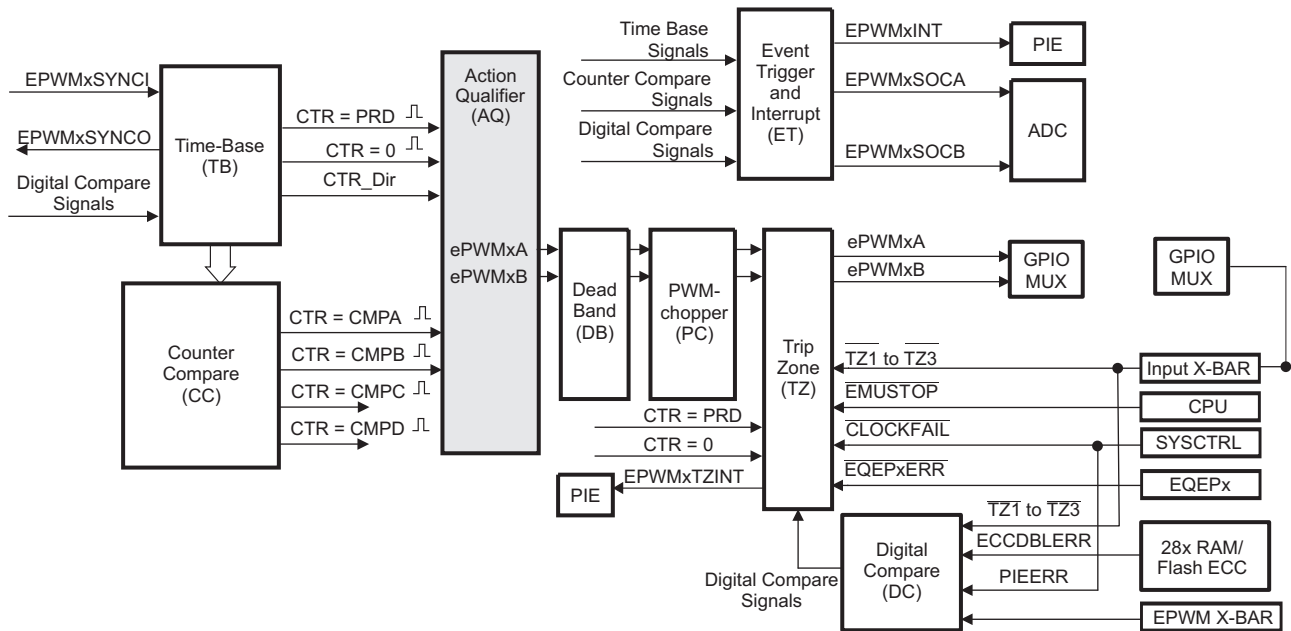 EPWMxSYNCI
EPWMxSYNCO
Digital Compare
Signals
Time-Base
(TB)
CTR = PRD
CTR = 0
CTR_Dir
Counter
Compare
(CC)
CTR = CMPA
CTR = CMPB
CTR = CMPC
CTR = CMPD
Action
Qualifier
(AQ)
ePWMxA
ePWMxB
Dead
Band
(DB)
PWM-
chopper
(PC)
Time Base
Signals
Counter Compare
Signals
Digital Compare
Signals
Event
Trigger
and
Interrupt
(ET)
EPWMxINT
EPWMxSOCA
EPWMxSOCB
PIE
ADC
Trip
Zone
(TZ)
ePWMxA
ePWMxB
GPIO
MUX
GPIO
MUX
TZ1 to TZ3
EMUSTOP
CLOCKFAIL
EQEPxERR
Input X-BAR
CPU
SYSCTRL
EQEPx
CTR = PRD
CTR = 0
EPWMxTZINT
PIE
Digital Compare
Signals
Digital
Compare
(DC)
TZ1 to TZ3
ECCDBLERR
PIEERR
28x RAM/
Flash ECC
EPWM X-BAR